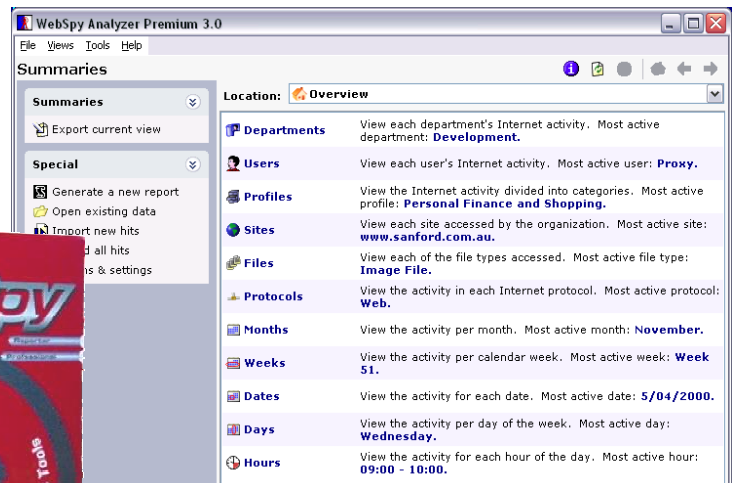 WebSpy Analyzer Premium 3.0
File Views Tools Help
Summaries
Location: Overview
Summaries
Export current view
Special
Generate a new report
Open existing data
Import new hits
all hits
& settings
Departments
View each department's Internet activity. Most active
department: Development.
Users
View each user's Internet activity. Most active user: Proxy.
Profiles
View the Internet activity divided into categories. Most active
profile: Personal Finance and Shopping.
Sites
View each site accessed by the organization. Most active site:
www.sanford.com.au.
Files
View each of the file types accessed. Most active file type:
Image File.
Protocols
View the activity in each Internet protocol. Most active protocol:
Web.
Months
View the activity per month. Most active month: November.
Weeks
View the activity per calendar week. Most active week: Week
51.
Dates
View the activity for each date. Most active date: 5/04/2000.
Days
View the activity per day of the week. Most active day:
Wednesday.
Hours
View the activity for each hour of the day. Most active hour:
09:00 - 10:00.
py
Reporter
Professional
Tools